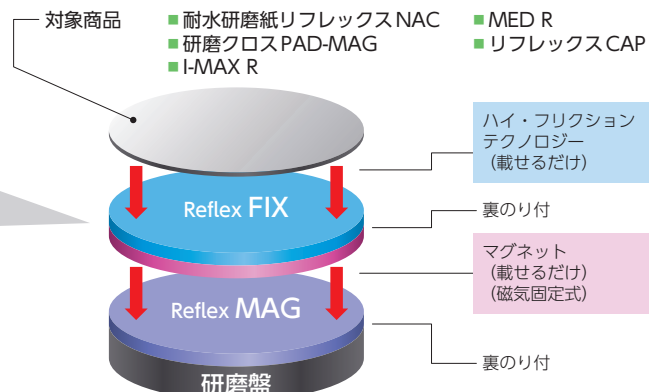 対象商品
■ 耐水研磨紙リフレックスNAC
■ MED R
■ 研磨クロスPAD-MAG
■ リフレックスCAP
■ I-MAX R
ハイ・フリクション
テクノロジー
（載せるだけ）
Reflex FIX
裏のり付
マグネット
（載せるだけ）
（磁気固定式）
Reflex MAG
裏のり付
研磨盤